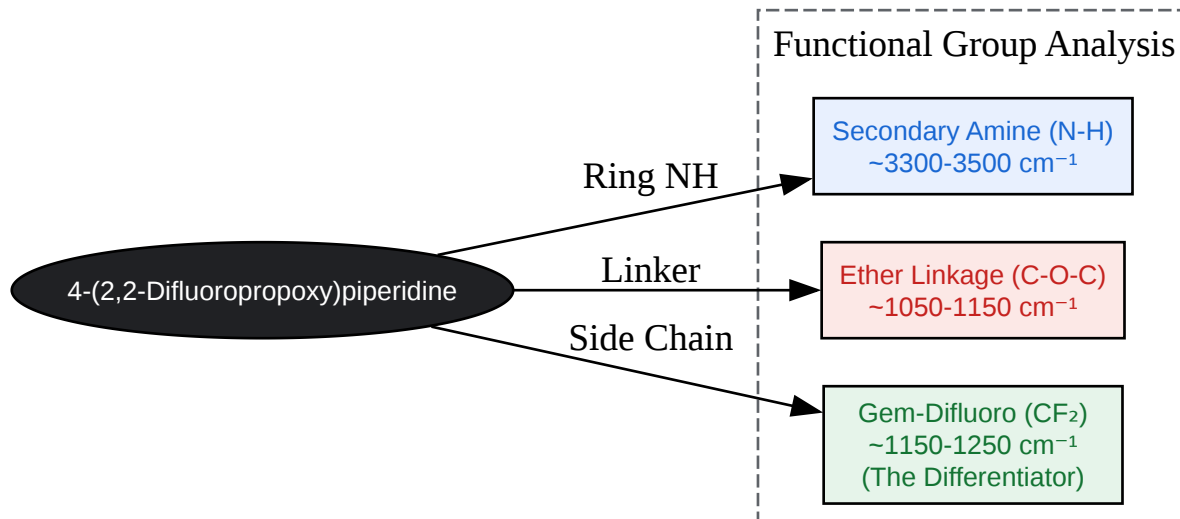 Functional Group Analysis
Secondary Amine (N-H)
~3300-3500 cm⁻¹
Ring NH
4-(2,2-Difluoropropoxy)piperidine
Linker
Ether Linkage (C-O-C)
~1050-1150 cm⁻¹
Side Chain
Gem-Difluoro (CF₂)
~1150-1250 cm⁻¹
(The Differentiator)